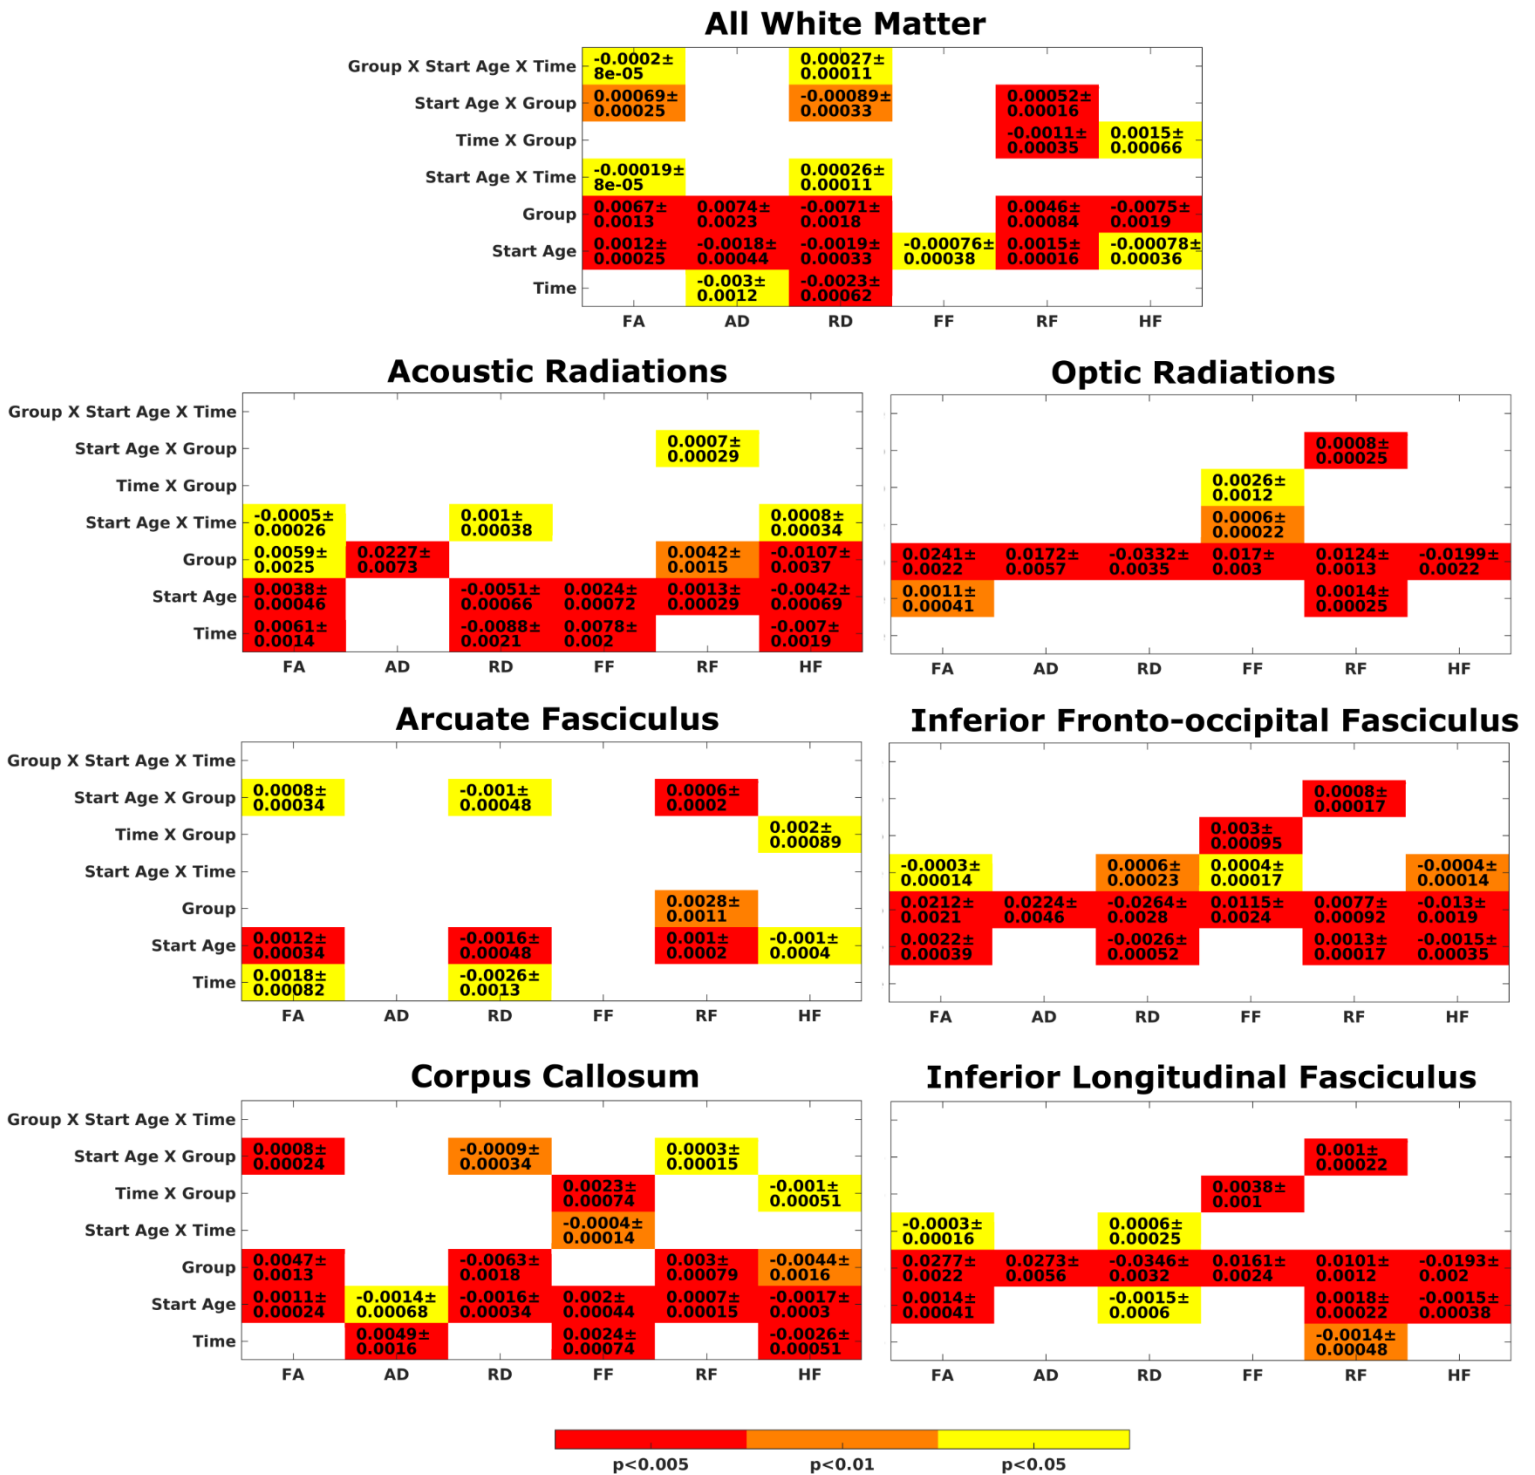 All White Matter
Group X Start Age X Time -0.0002± 0.00027±
8e-05 0.00011
Start Age X Group 0.00069± -0.00089± 0.00052±
0.00025 0.00033 0.00016
Time X Group -0.0011± 0.0015±
0.00035 0.00066
Start Age X Time -0.00019± 0.00026±
8e-05 0.00011
Group 0.0067± 0.0074± -0.0071± 0.0046± -0.0075±
0.0013 0.0023 0.0018 0.00084 0.0019
Start Age 0.0012± -0.0018± -0.0019± -0.00076± 0.0015± -0.00078±
0.00025 0.00044 0.00033 0.00038 0.00016 0.00036
Time -0.003± -0.0023±
0.0012 0.00062
FA AD RD FF RF HF
Acoustic Radiations
Group X Start Age X Time
Start Age X Group 0.0007±
0.00029
Time X Group
Start Age X Time -0.0005± 0.001± 0.0008±
0.00026 0.00038 0.00034
Group 0.0059± 0.0227± 0.0042± -0.0107±
0.0025 0.0073 0.0015 0.0037
Start Age 0.0038± -0.0051± 0.0024± 0.0013± -0.0042±
0.00046 0.00066 0.00072 0.00029 0.00069
Time 0.0061± -0.0088± 0.0078± -0.007±
0.0014 0.0021 0.002 0.0019
FA AD RD FF RF HF
Optic Radiations
0.0008±
0.00025
0.0026±
0.0012
0.0006±
0.00022
0.0241± 0.0172± -0.0332± 0.017± 0.0124± -0.0199±
0.0022 0.0057 0.0035 0.003 0.0013 0.0022
0.0011± 0.0014±
0.00041 0.00025
FA AD RD FF RF HF
Arcuate Fasciculus
Group X Start Age X Time
Start Age X Group 0.0008± -0.001± 0.0006±
0.00034 0.00048 0.0002
Time X Group 0.002±
0.00089
Start Age X Time
Group 0.0028±
0.0011
Start Age 0.0012± -0.0016± 0.001± -0.001±
0.00034 0.00048 0.0002 0.0004
Time 0.0018± -0.0026±
0.00082 0.0013
FA AD RD FF RF HF
Inferior Fronto-occipital Fasciculus
0.0008±
0.00017
0.003±
0.00095
-0.0003± 0.0006± 0.0004± -0.0004±
0.00014 0.00023 0.00017 0.00014
0.0212± 0.0224± -0.0264± 0.0115± 0.0077± -0.013±
0.0021 0.0046 0.0028 0.0024 0.00092 0.0019
0.0022± -0.0026± 0.0013± -0.0015±
0.00039 0.00052 0.00017 0.00035
FA AD RD FF RF HF
Corpus Callosum
Group X Start Age X Time
Start Age X Group 0.0008± -0.0009± 0.0003±
0.00024 0.00034 0.00015
Time X Group 0.0023± -0.001±
0.00074 0.00051
Start Age X Time -0.0004±
0.00014
Group 0.0047± -0.0063± 0.003± -0.0044±
0.0013 0.0018 0.00079 0.0016
Start Age 0.0011± -0.0014± -0.0016± 0.002± 0.0007± -0.0017±
0.00024 0.00068 0.00034 0.00044 0.00015 0.0003
Time 0.0049± 0.0024± -0.0026±
0.0016 0.00074 0.00051
FA AD RD FF RF HF
Inferior Longitudinal Fasciculus
0.001±
0.00022
0.0038±
0.001
-0.0003± 0.0006±
0.00016 0.00025
0.0277± 0.0273± -0.0346± 0.0161± 0.0101± -0.0193±
0.0022 0.0056 0.0032 0.0024 0.0012 0.002
0.0014± -0.0015± 0.0018± -0.0015±
0.00041 0.0006 0.00022 0.00038
-0.0014±
0.00048
FA AD RD FF RF HF
p<0.005 p<0.01 p<0.05